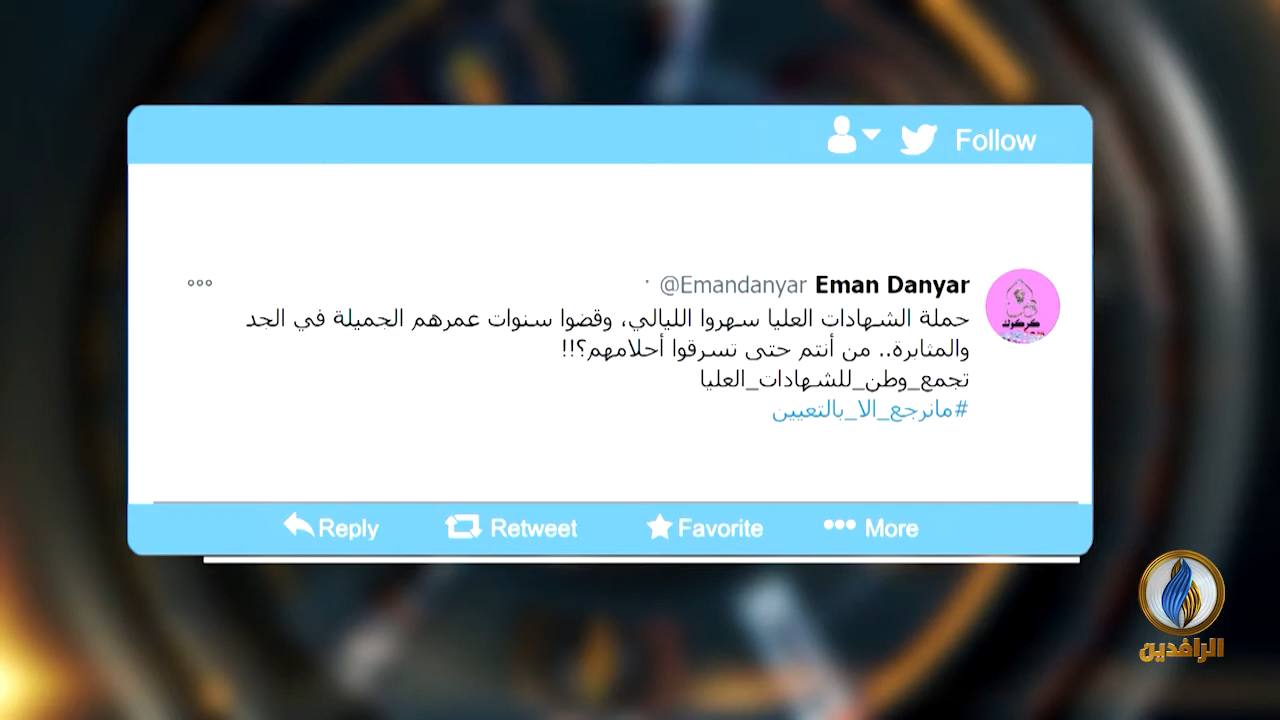 Follow
Eman Danyar @Emandanyar ·
حملة الشهادات العليا سهروا الليالي، وقضوا سنوات عمرهم الجميلة في الجد
والمثابرة.. من أنتم حتى تسرقوا أحلامهم؟!!
تجمع_وطن_للشهادات_العليا
#مانرجع_الا_بالتعيين
كركوك
Reply Retweet Favorite More
الرافدين